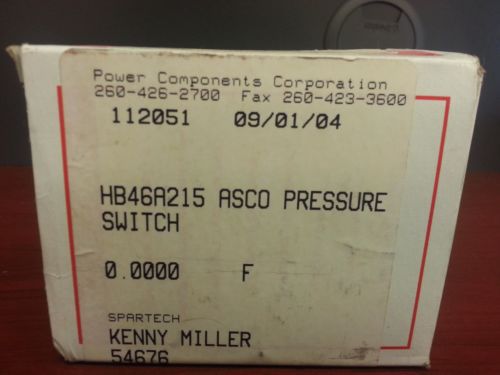 Power Components Corporation
260-426-2700 Fax 260-423-3600
112051 09/01/04
HB46A215 ASCO PRESSURE
SWITCH
0.0000 F
SPARTECH
KENNY MILLER
54676